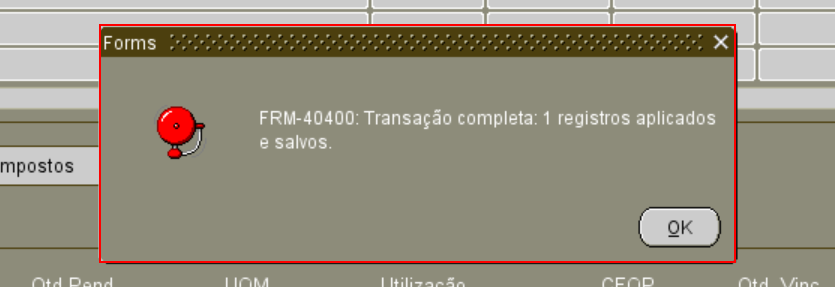 Forms
FRM-40400: Transação completa: 1 registros aplicados
e salvos.
mpostos
OK
Qtd Pend
UOM
Utilização
CFOP
Qtd. Vinc